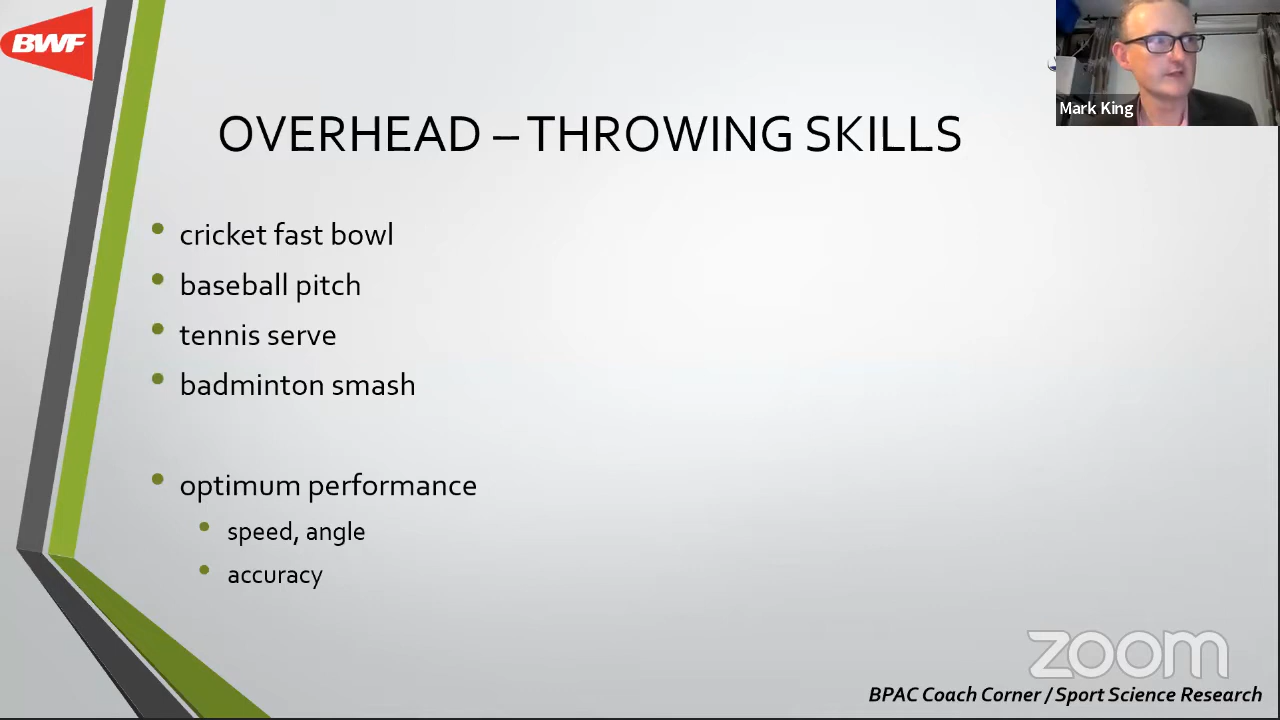 BWF
Mark King
OVERHEAD – THROWING SKILLS
cricket fast bowl
baseball pitch
tennis serve
badminton smash
optimum performance
speed, angle
accuracy
zoom
BPAC Coach Corner / Sport Science Research